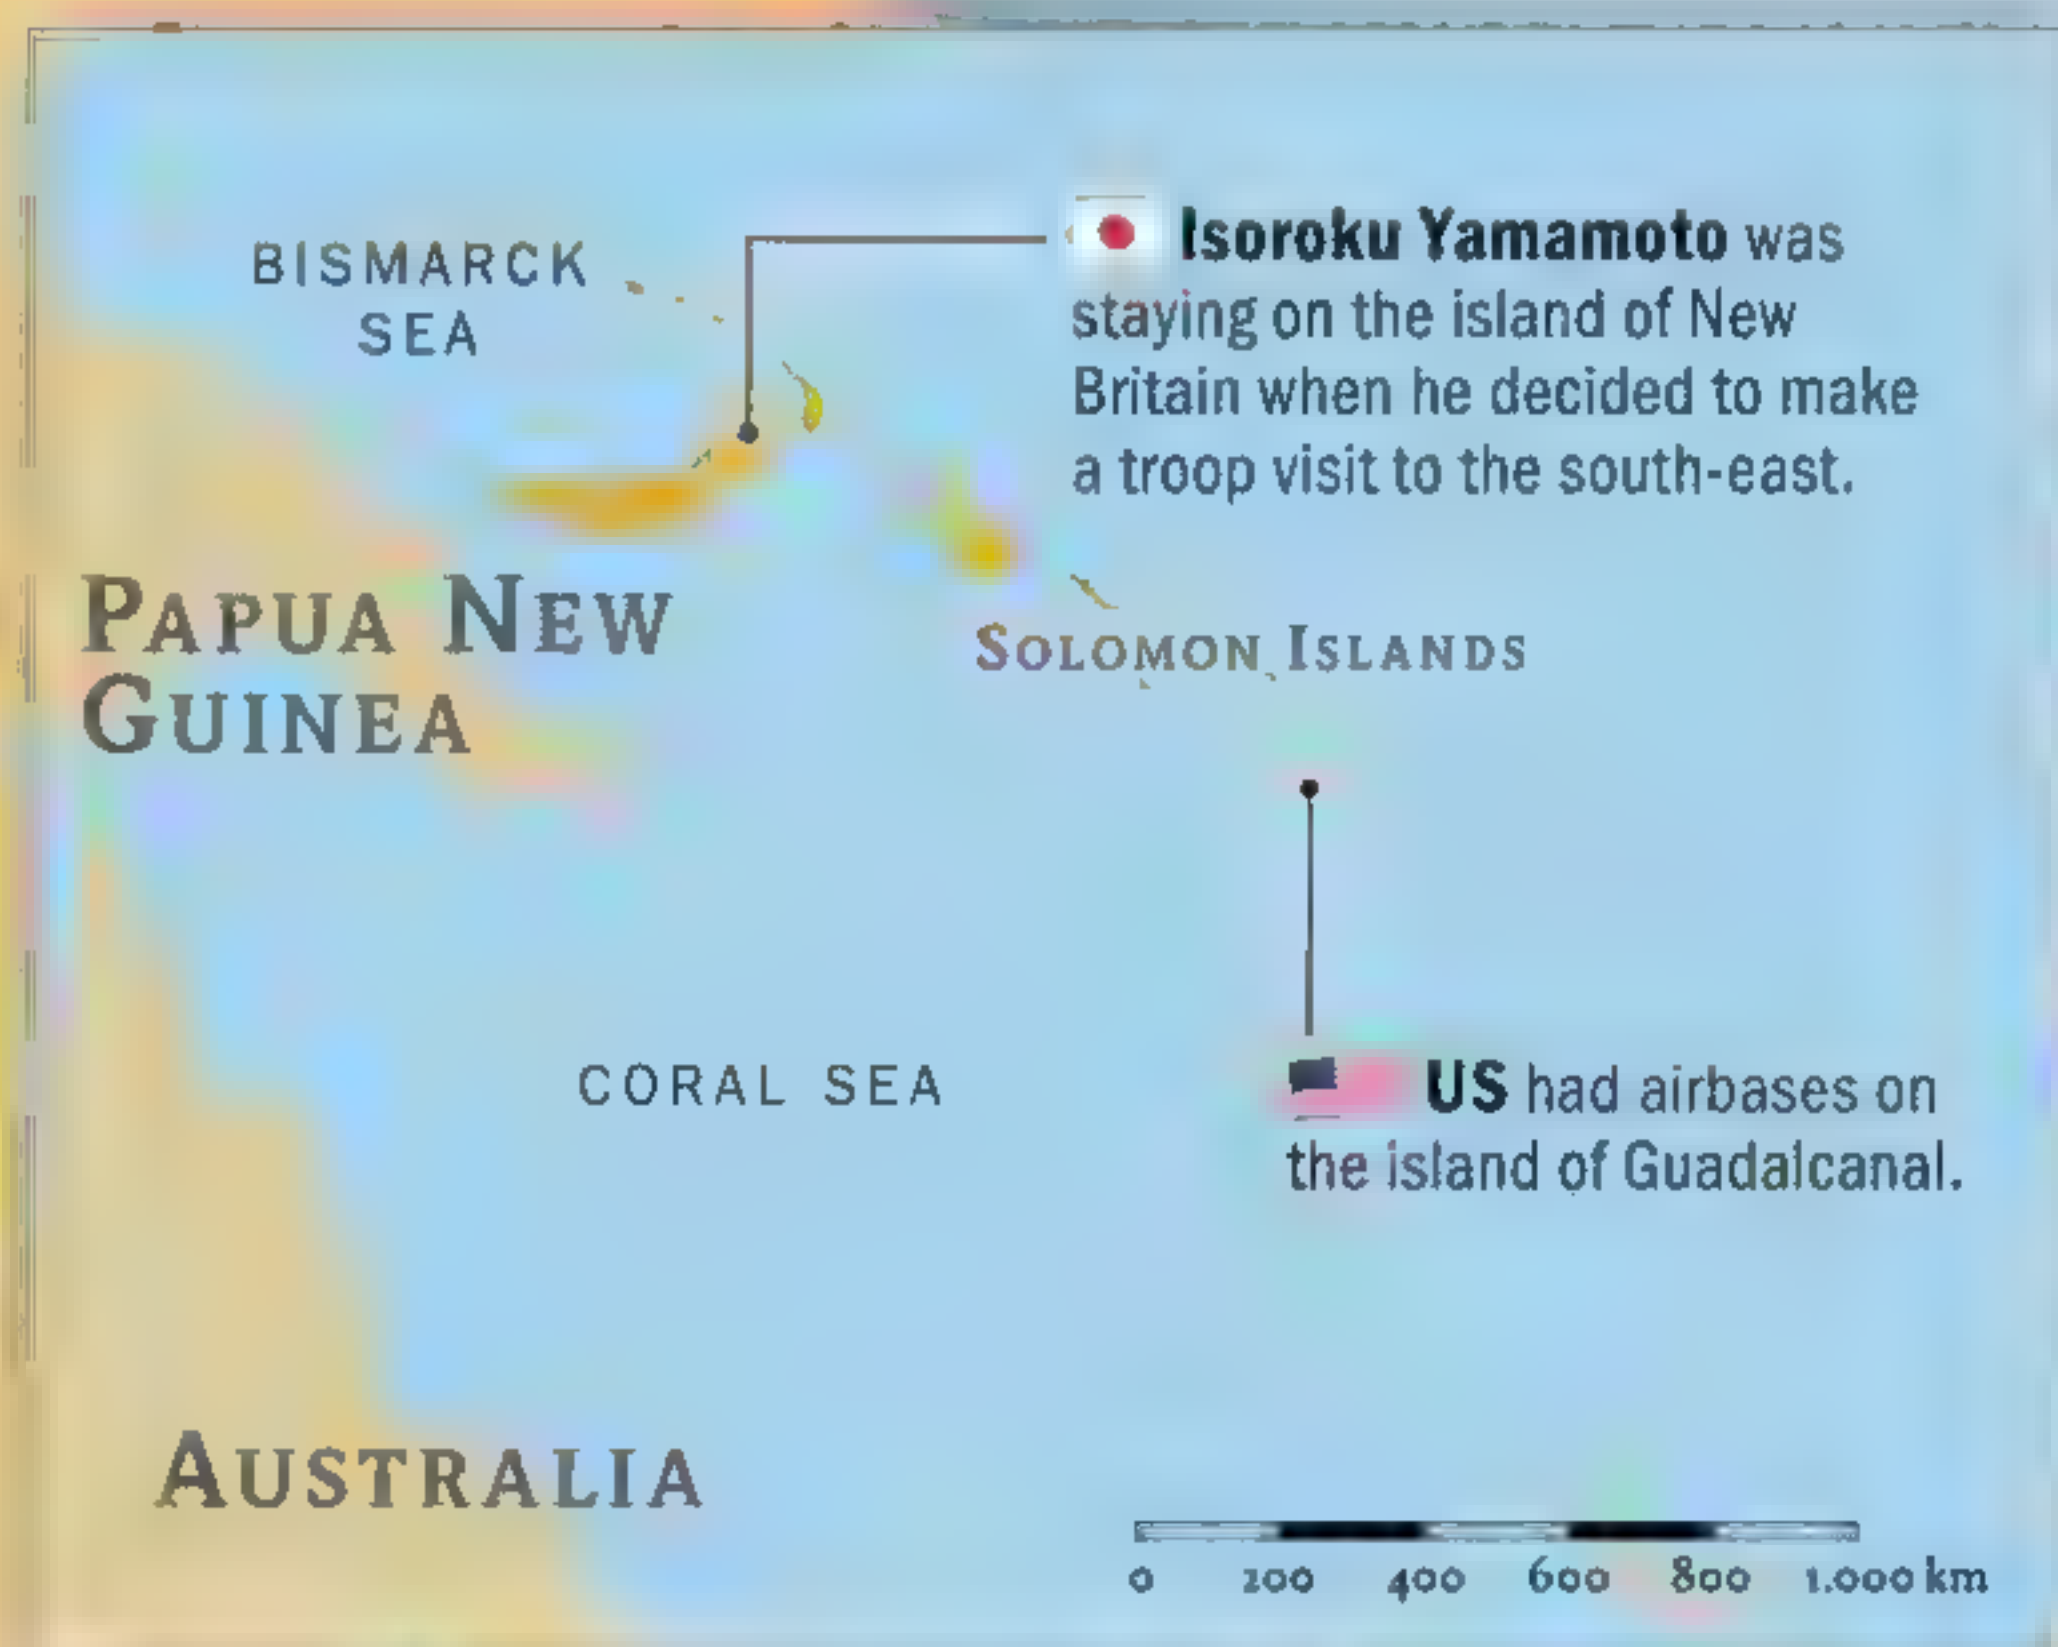 BISMARCK
SEA
Isoroku Yamamoto was
staying on the island of New
Britain when he decided to make
a troop visit to the south-east.
PAPUA NEW
GUINEA
SOLOMON ISLANDS
CORAL SEA
US had airbases on
the island of Guadalcanal.
AUSTRALIA
0 200 400 600 800 1.000 km